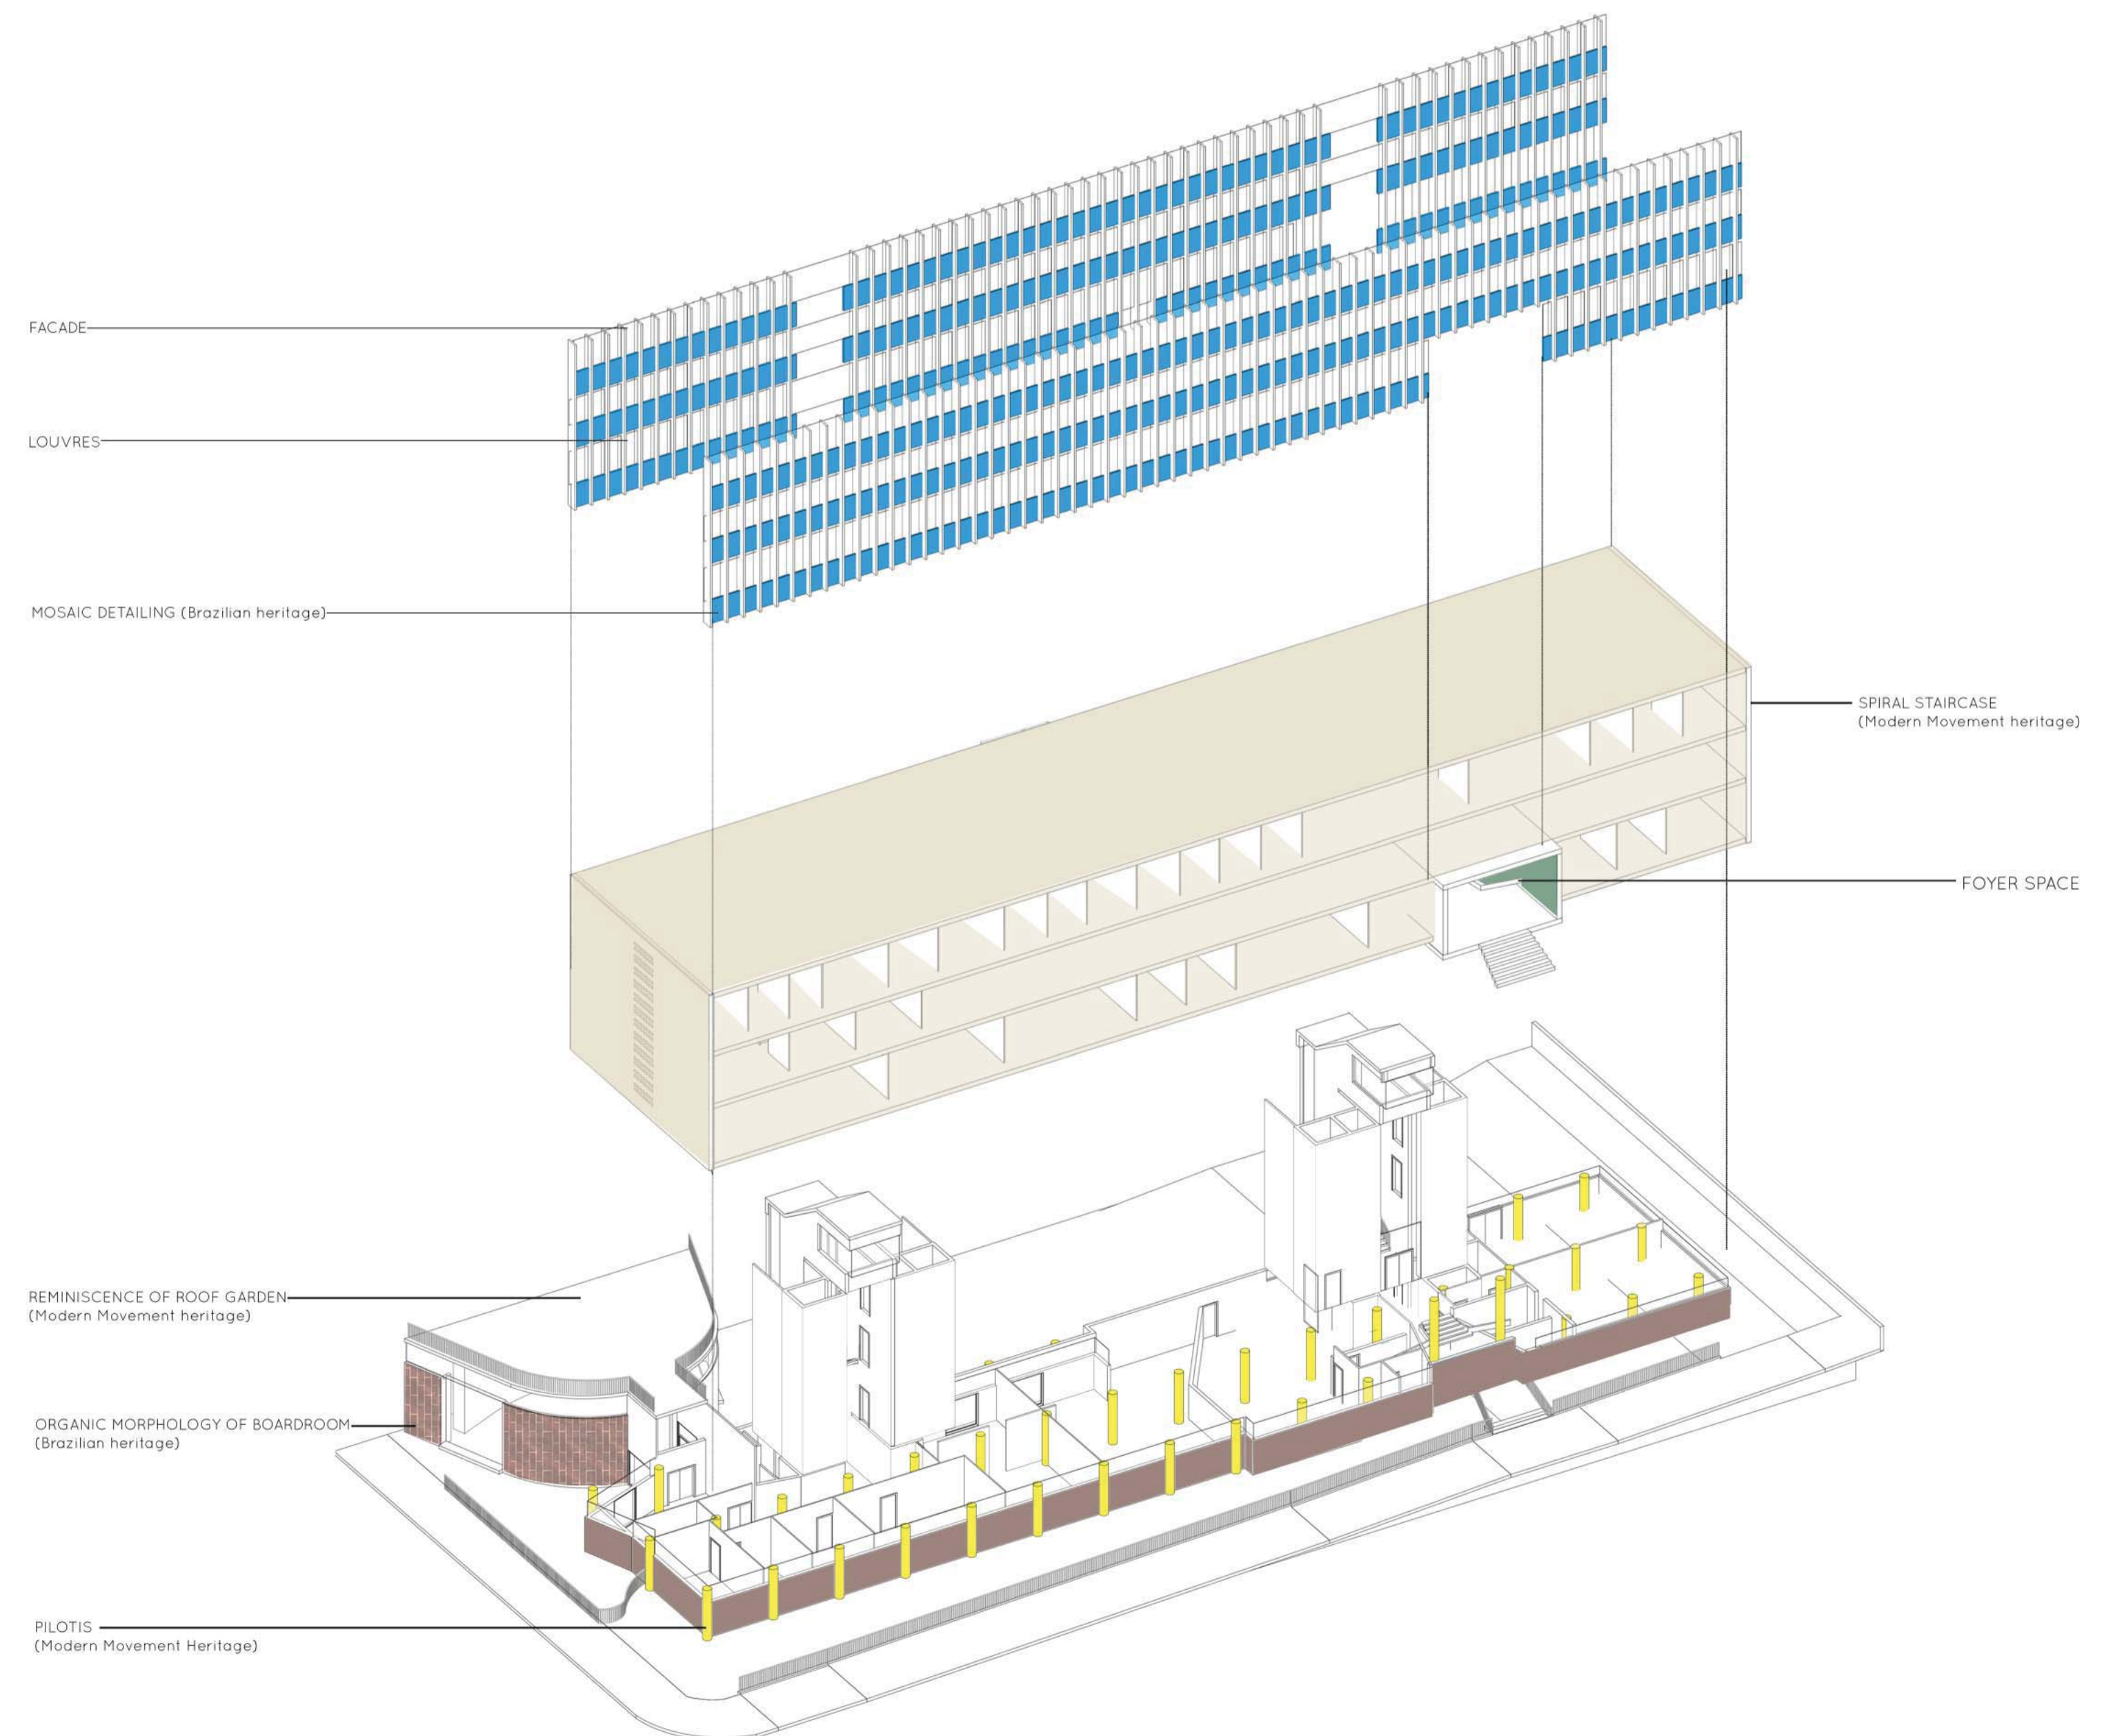 FACADE
LOUVRES
MOSAIC DETAILING (Brazilian heritage)
SPIRAL STAIRCASE
(Modern Movement heritage)
FOYER SPACE
REMINISCENCE OF ROOF GARDEN
(Modern Movement heritage)
ORGANIC MORPHOLOGY OF BOARDROOM
(Brazilian heritage)
PILOTIS
(Modern Movement Heritage)